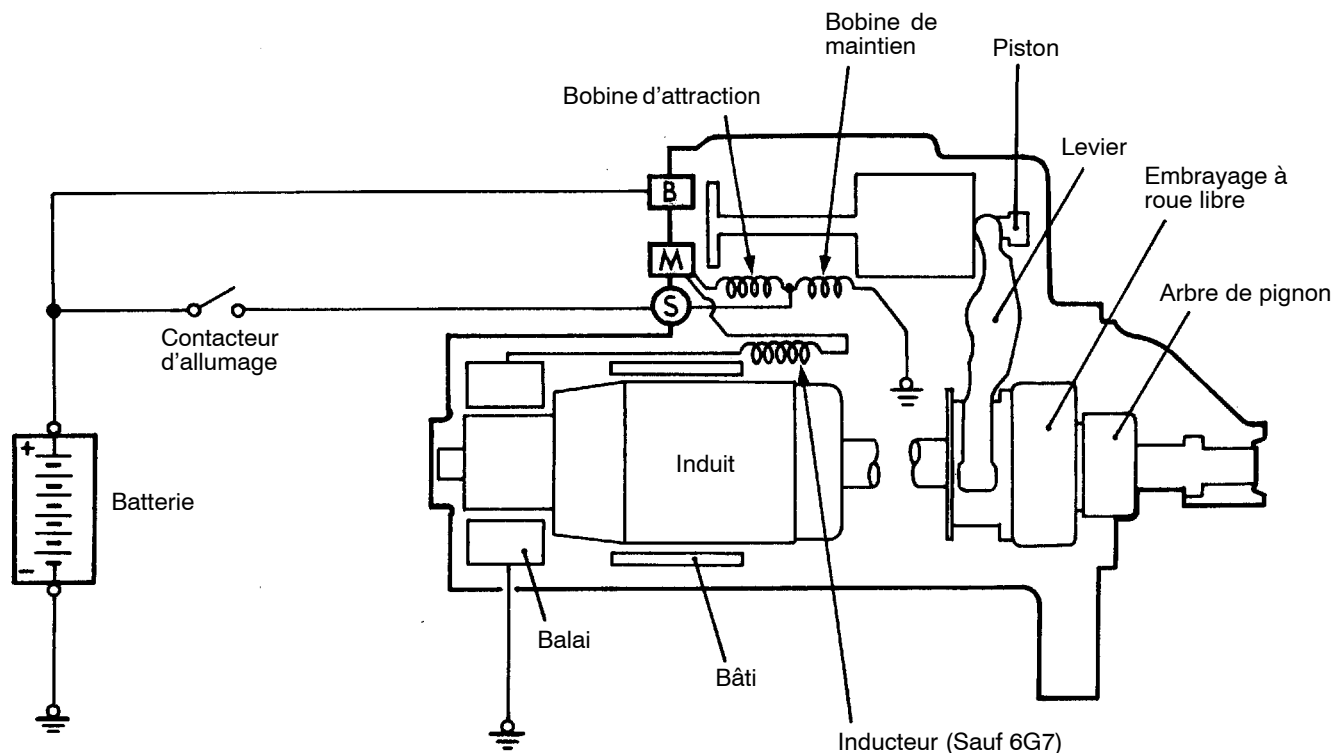 Bobine de
maintien
Piston
Bobine d'attraction
Levier
Embrayage à
roue libre
B
M
S
Arbre de pignon
Contacteur
d'allumage
+
Induit
Batterie
−
Balai
Bâti
Inducteur (Sauf 6G7)